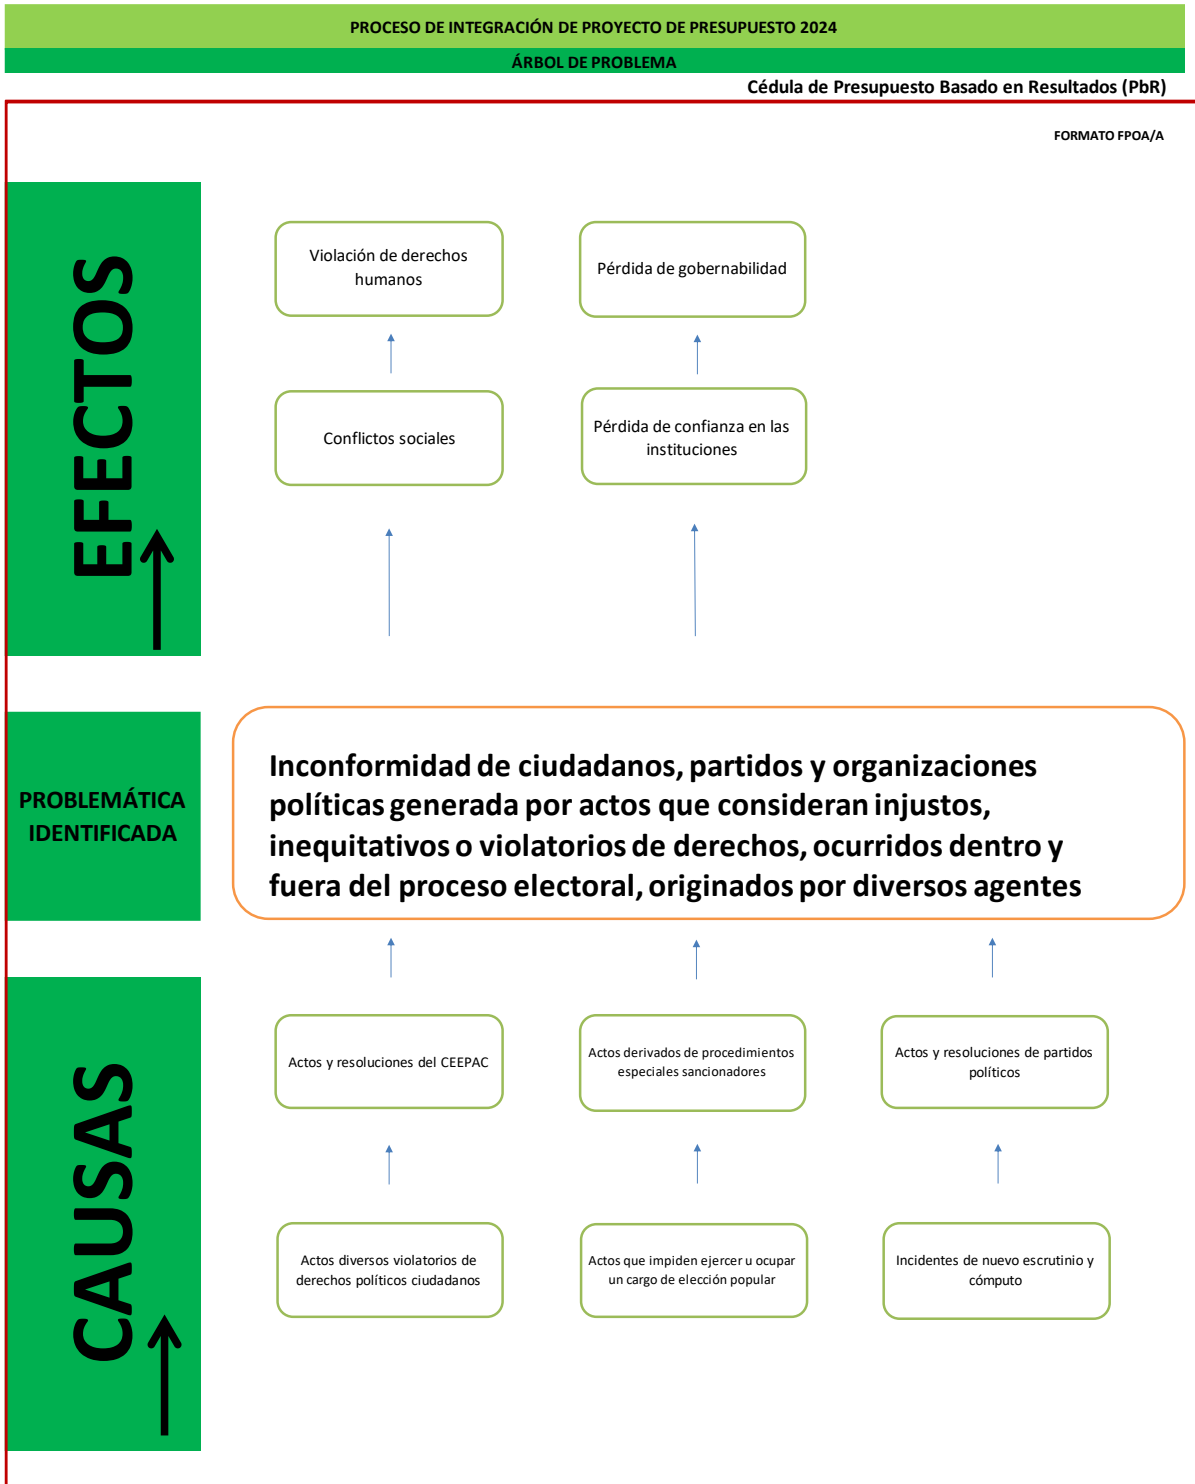 PROCESO DE INTEGRACIÓN DE PROYECTO DE PRESUPUESTO 2024
ÁRBOL DE PROBLEMA
Cédula de Presupuesto Basado en Resultados (PbR)
FORMATO FPOA/A
EFECTOS
Violación de derechos
humanos
Pérdida de gobernabilidad
Conflictos sociales
Pérdida de confianza en las
instituciones
PROBLEMÁTICA
IDENTIFICADA
Inconformidad de ciudadanos, partidos y organizaciones
políticas generada por actos que consideran injustos,
inequitativos o violatorios de derechos, ocurridos dentro y
fuera del proceso electoral, originados por diversos agentes
CAUSAS
Actos y resoluciones del CEEPAC
Actos derivados de procedimientos
especiales sancionadores
Actos y resoluciones de partidos
políticos
Actos diversos violatorios de
derechos políticos ciudadanos
Actos que impiden ejercer u ocupar
un cargo de elección popular
Incidentes de nuevo escrutinio y
cómputo